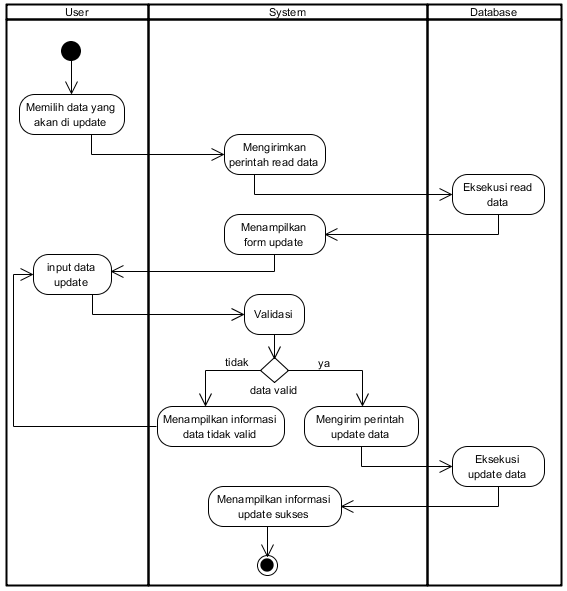 User
System
Database
Memilih data yang
akan di update
Mengirimkan
perintah read data
Eksekusi read
data
Menampilkan
form update
input data
update
Validasi
tidak
ya
data valid
Menampilkan informasi
data tidak valid
Mengirim perintah
update data
Eksekusi
update data
Menampilkan informasi
update sukses